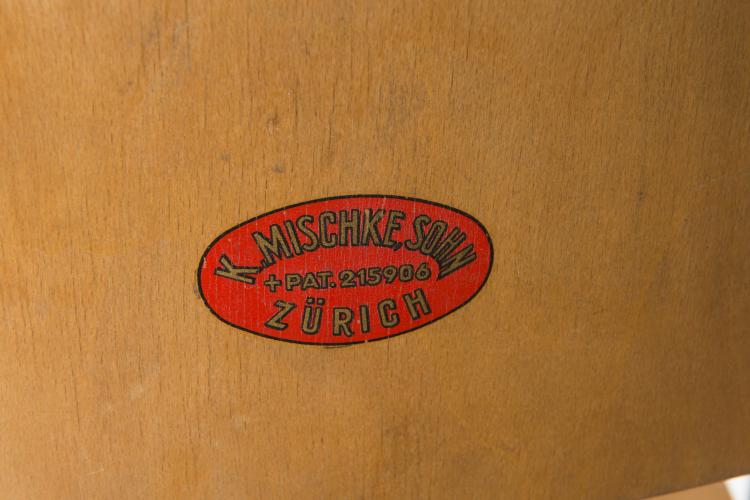 K. MISCHKE, SOHN
+ PAT. 215906
ZÜRICH